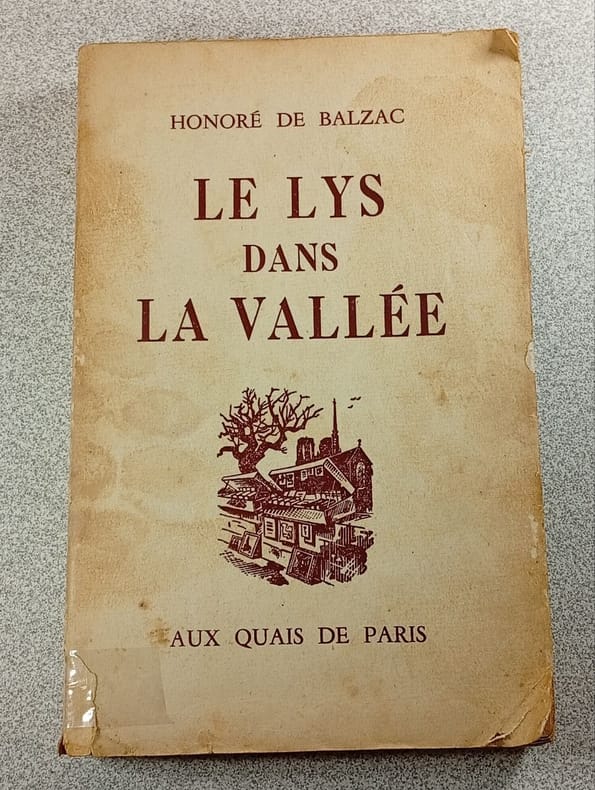 HONORÉ DE BALZAC
LE LYS
DANS
LA VALLÉE
AUX QUAIS DE PARIS